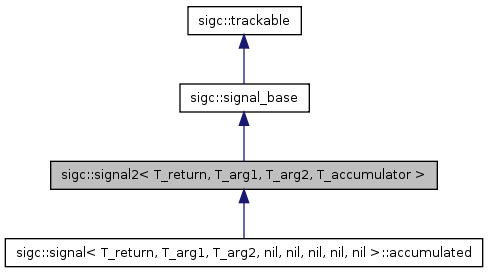 sigc::trackable
sigc::signal_base
sigc::signal2< T_return, T_arg1, T_arg2, T_accumulator >
sigc::signal< T_return, T_arg1, T_arg2, nil, nil, nil, nil, nil >::accumulated